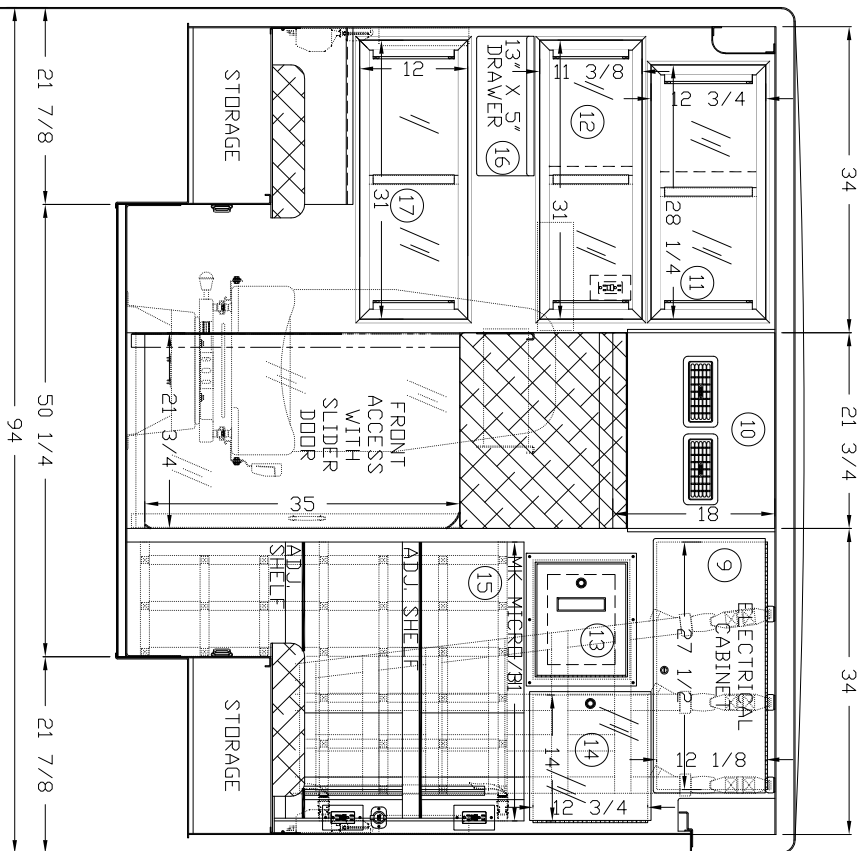 34
21 3/4
34
12 3/4
28 1/4
11
11 3/8
12
31
13" X 5"
DRAWER
16
12
17
31
STORAGE
10
18
FRONT
ACCESS
WITH
SLIDER
DOOR
35
21 3/4
9
ELECTRICAL
CABINET
27 1/2
12 1/8
13
14
14
12 3/4
MK MICRO/B1
15
ADJ. SHELF
ADJ.
SHELF
STORAGE
21 7/8
50 1/4
21 7/8
94